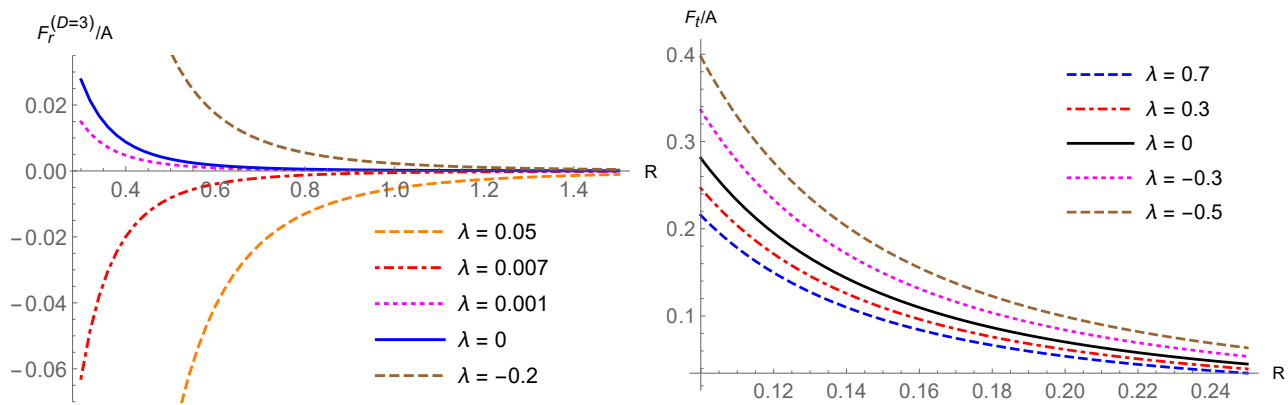 F_r^(D=3)/A
0.02
0.00
−0.02
−0.04
−0.06
0.4
0.6
0.8
1.0
1.2
1.4
R
λ = 0.05
λ = 0.007
λ = 0.001
λ = 0
λ = −0.2
F_t/A
0.4
0.3
0.2
0.1
0.12
0.14
0.16
0.18
0.20
0.22
0.24
R
λ = 0.7
λ = 0.3
λ = 0
λ = −0.3
λ = −0.5